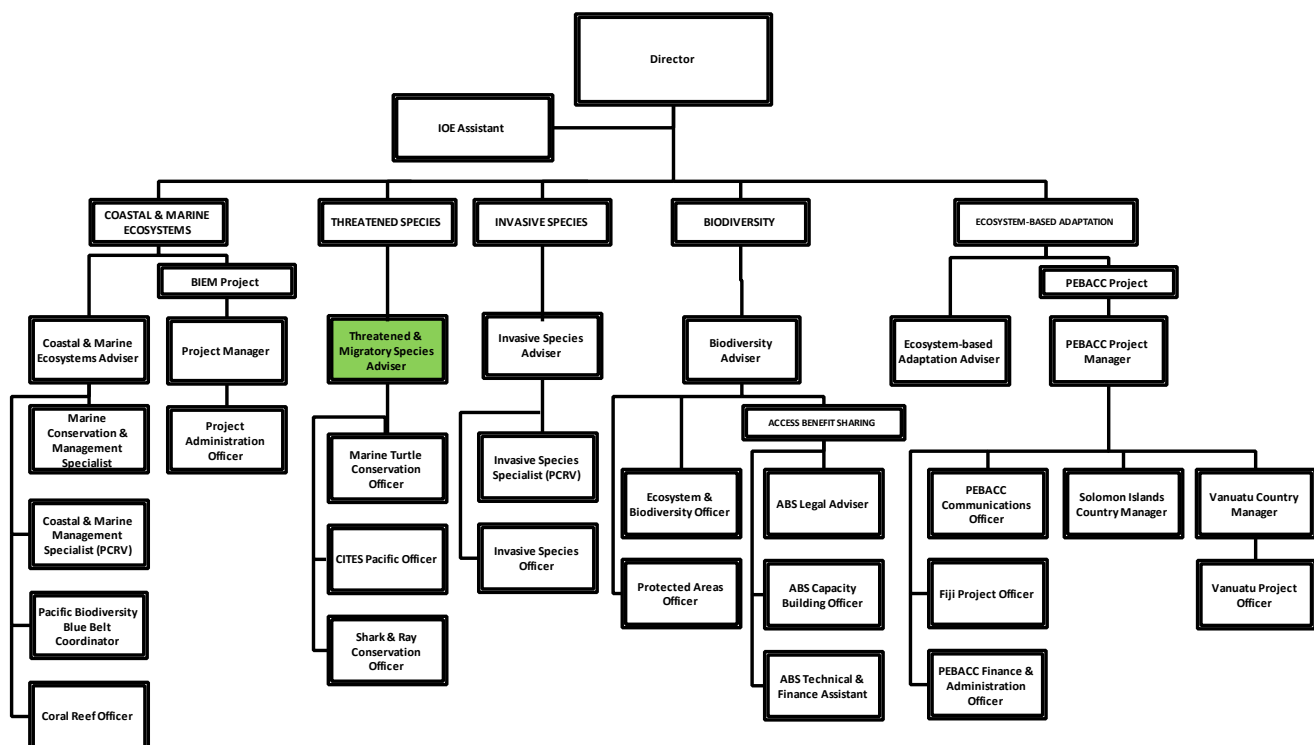 Director
IOE Assistant
COASTAL & MARINE
ECOSYSTEMS
THREATENED SPECIES
INVASIVE SPECIES
BIODIVERSITY
ECOSYSTEM-BASED ADAPTATION
BIEM Project
PEBACC Project
Coastal & Marine
Ecosystems Adviser
Project Manager
Threatened &
Migratory Species
Adviser
Invasive Species
Adviser
Biodiversity
Adviser
Ecosystem-based
Adaptation Adviser
PEBACC Project
Manager
Marine
Conservation &
Management
Specialist
Project
Administration
Officer
Marine Turtle
Conservation
Officer
Invasive Species
Specialist (PCRV)
ACCESS BENEFIT SHARING
Ecosystem &
Biodiversity Officer
ABS Legal Adviser
PEBACC
Communications
Officer
Solomon Islands
Country Manager
Vanuatu Country
Manager
Coastal & Marine
Management
Specialist (PCRV)
CITES Pacific Officer
Invasive Species
Officer
Protected Areas
Officer
ABS Capacity
Building Officer
Fiji Project Officer
Vanuatu Project
Officer
Pacific Biodiversity
Blue Belt
Coordinator
Shark & Ray
Conservation
Officer
ABS Technical
& Finance Assistant
PEBACC Finance &
Administration
Officer
Coral Reef Officer